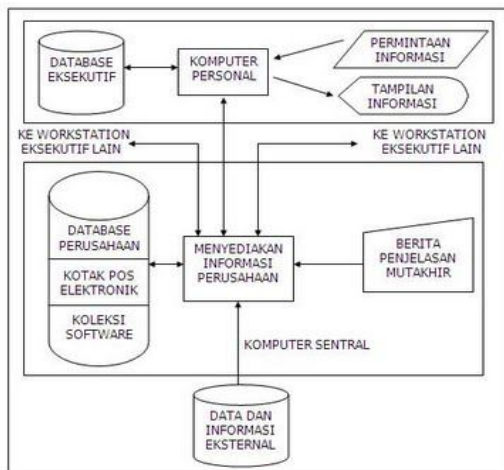 DATABASE
EKSEKUTIF
KOMPUTER
PERSONAL
PERMINTAAN
INFORMASI
TAMPILAN
INFORMASI
KE WORKSTATION
EKSEKUTIF LAIN
KE WORKSTATION
EKSEKUTIF LAIN
DATABASE
PERUSAHAAN
KOTAK POS
ELEKTRONIK
KOLEKSI
SOFTWARE
MENYEDIAKAN
INFORMASI
PERUSAHAAN
BERITA
PENJELASAN
MUTAKHIR
KOMPUTER SENTRAL
DATA DAN
INFORMASI
EKSTERNAL